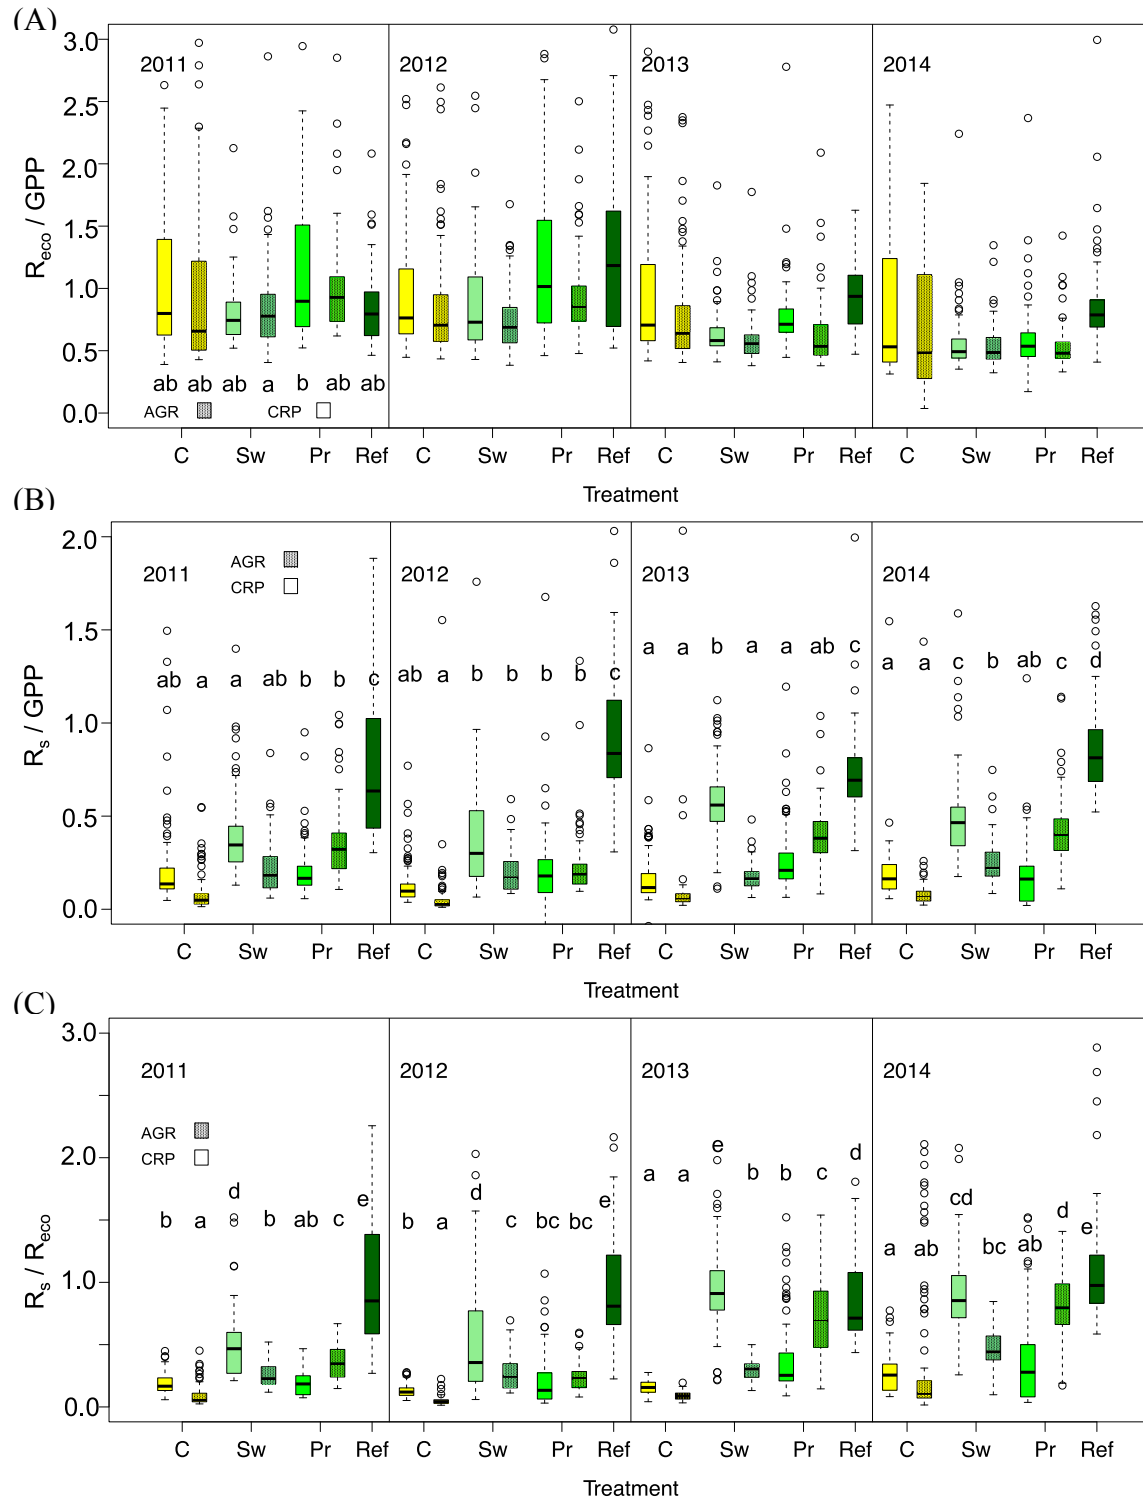 (A)
3.0
2.5
2.0
1.5
1.0
0.5
0.0
Reco / GPP
2011 2012 2013 2014
ab ab ab a b ab ab
AGR CRP
C Sw Pr Ref C Sw Pr Ref C Sw Pr Ref C Sw Pr Ref
Treatment
(B)
2.0
1.5
1.0
0.5
0.0
Rs / GPP
AGR
CRP
2011 2012 2013 2014
ab a a ab b b c ab a b b b b c a a b a a ab c a a c b ab c d
C Sw Pr Ref C Sw Pr Ref C Sw Pr Ref C Sw Pr Ref
Treatment
(C)
3.0
2.0
1.0
0.0
Rs / Reco
2011 2012 2013 2014
AGR
CRP
b a d b ab c e b a d c bc bc e a a e b b c d a ab cd bc ab d e
C Sw Pr Ref C Sw Pr Ref C Sw Pr Ref C Sw Pr Ref
Treatment